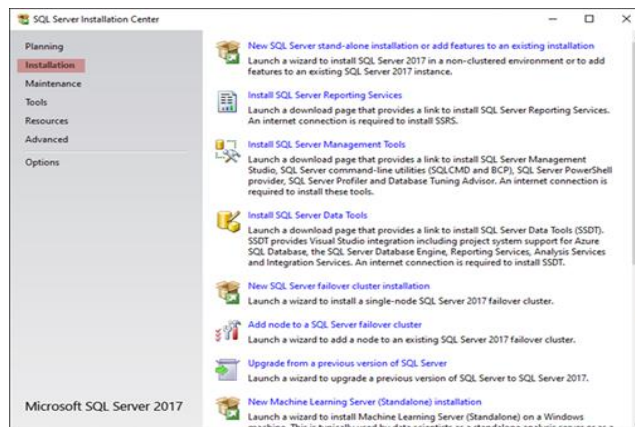 SQL Server Installation Center
Planning
Installation
Maintenance
Tools
Resources
Advanced
Options
Microsoft SQL Server 2017
New SQL Server stand-alone installation or add features to an existing installation
Launch a wizard to install SQL Server 2017 in a non-clustered environment or to add
features to an existing SQL Server 2017 instance.
Install SQL Server Reporting Services
Launch a download page that provides a link to install SQL Server Reporting Services.
An internet connection is required to install SSRS.
Install SQL Server Management Tools
Launch a download page that provides a link to install SQL Server Management
Studio, SQL Server command-line utilities (SQLCMD and BCP), SQL Server PowerShell
provider, SQL Server Profiler and Database Tuning Advisor. An internet connection is
required to install these tools.
Install SQL Server Data Tools
Launch a download page that provides a link to install SQL Server Data Tools (SSDT).
SSDT provides Visual Studio integration including project system support for Azure
SQL Database, the SQL Server Database Engine, Reporting Services, Analysis Services
and Integration Services. An internet connection is required to install SSDT.
New SQL Server failover cluster installation
Launch a wizard to install a single-node SQL Server 2017 failover cluster.
Add node to a SQL Server failover cluster
Launch a wizard to add a node to an existing SQL Server 2017 failover cluster.
Upgrade from a previous version of SQL Server
Launch a wizard to upgrade a previous version of SQL Server to SQL Server 2017.
New Machine Learning Server (Standalone) installation
Launch a wizard to install Machine Learning Server (Standalone) on a Windows